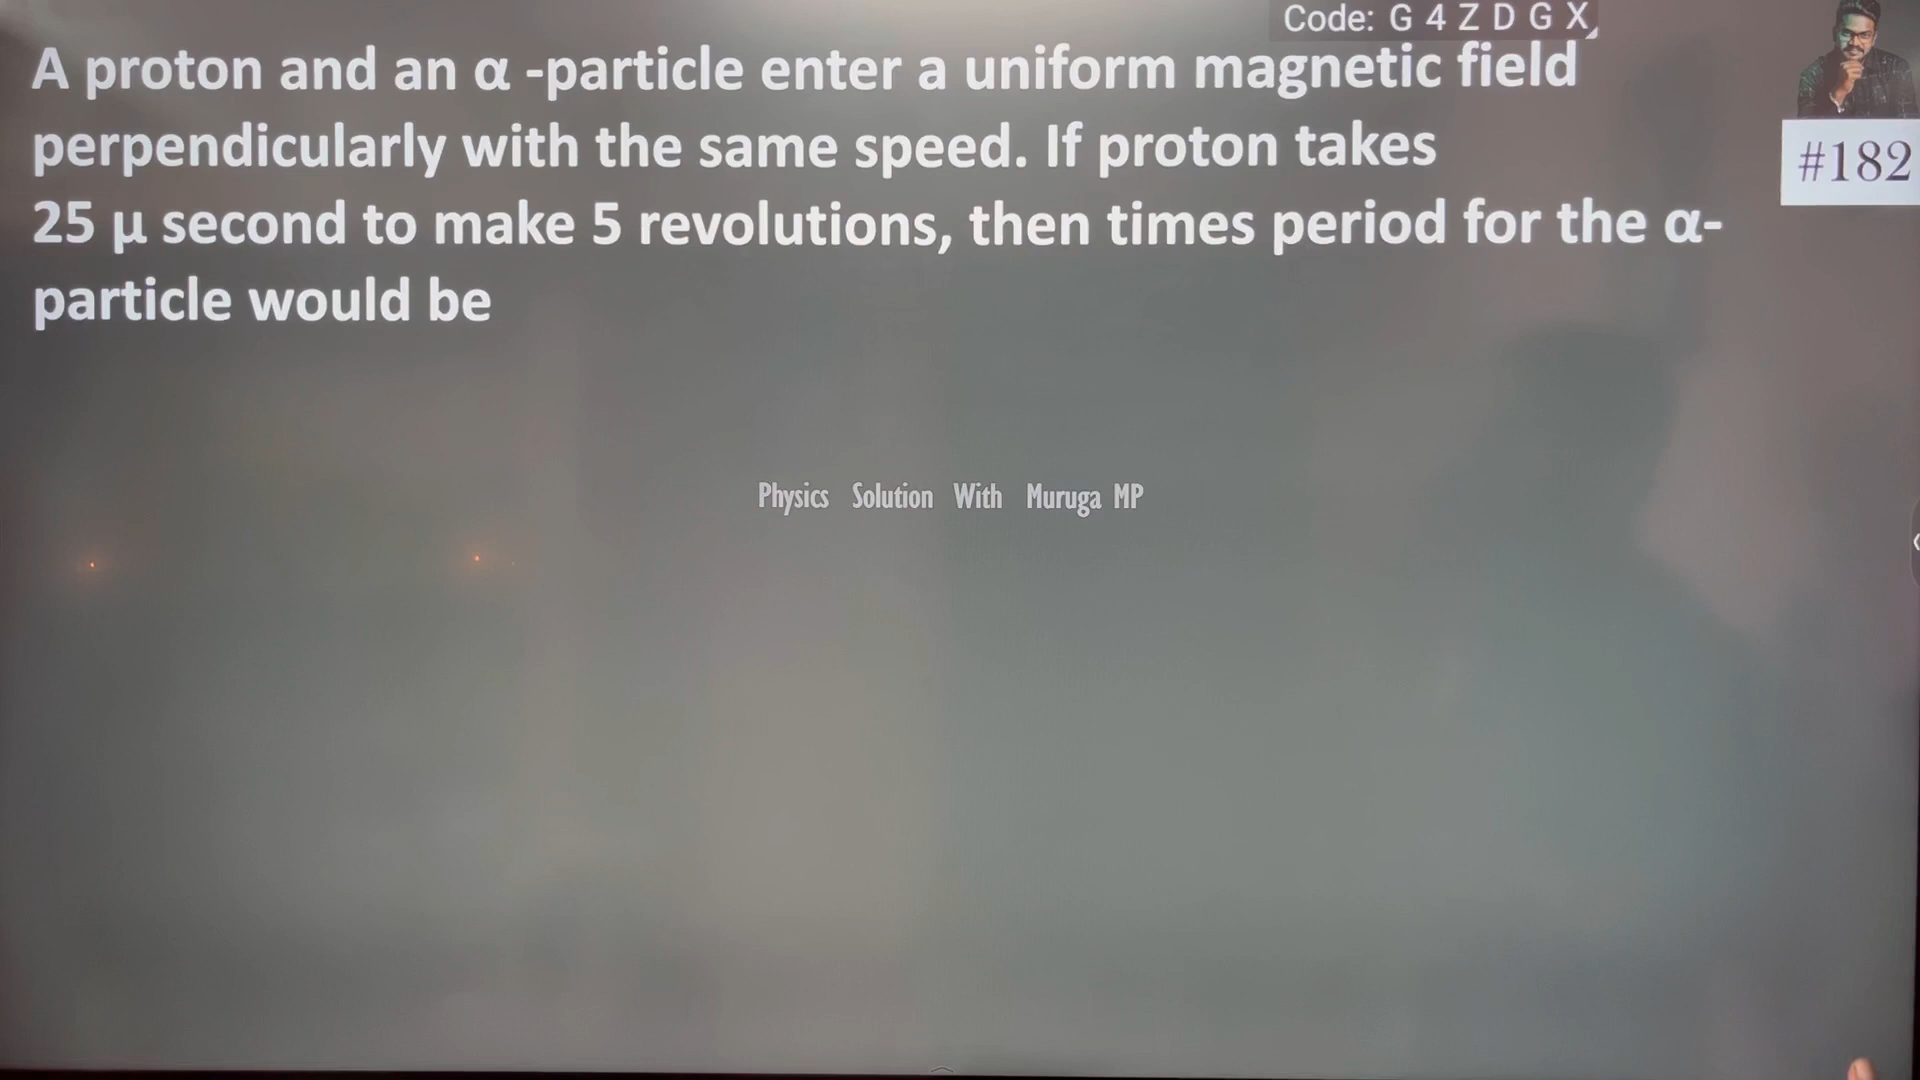 Code: G 4 Z D G X
A proton and an α -particle enter a uniform magnetic field
perpendicularly with the same speed. If proton takes
#182
25 μ second to make 5 revolutions, then times period for the α-
particle would be
Physics Solution With Muruga MP